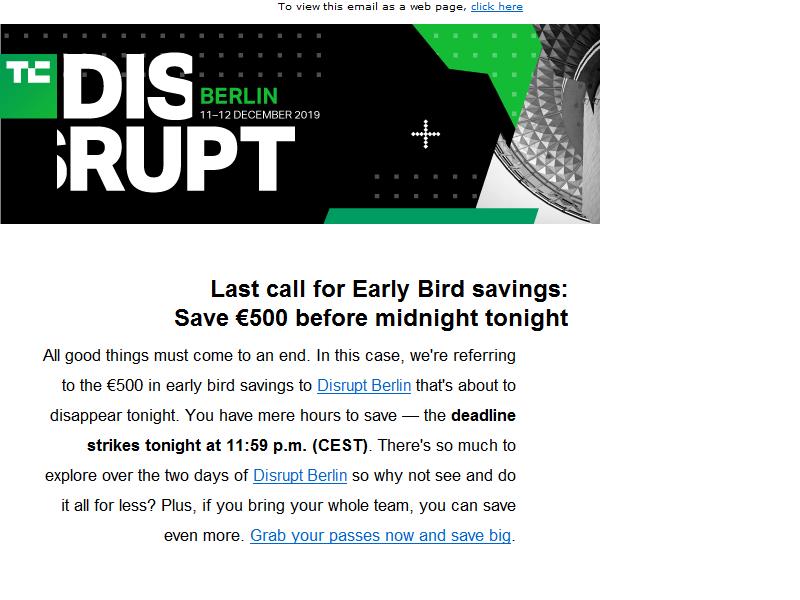 To view this email as a web page, click here
TC
DIS
BERLIN
11–12 DECEMBER 2019
SRUPT
Last call for Early Bird savings:
Save €500 before midnight tonight
All good things must come to an end. In this case, we're referring
to the €500 in early bird savings to Disrupt Berlin that's about to
disappear tonight. You have mere hours to save — the deadline
strikes tonight at 11:59 p.m. (CEST). There's so much to
explore over the two days of Disrupt Berlin so why not see and do
it all for less? Plus, if you bring your whole team, you can save
even more. Grab your passes now and save big.